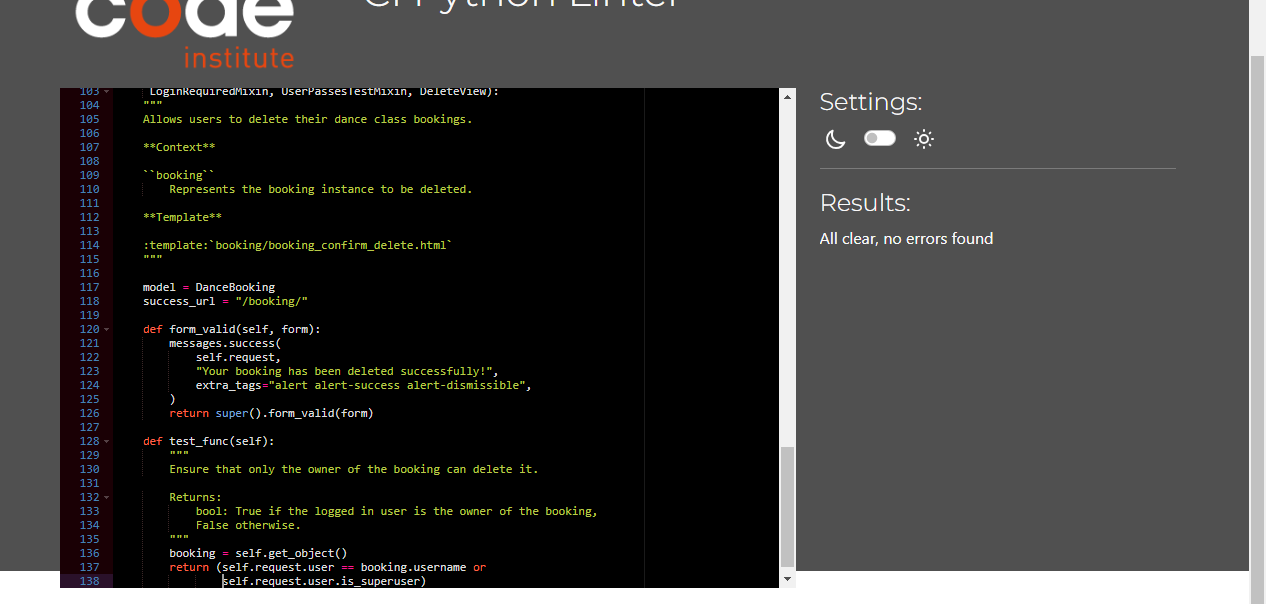 CI Python Linter
code
institute
Settings:
Results:
All clear, no errors found
103 LoginRequiredMixin, UserPassesTestMixin, DeleteView):
104 """
105 Allows users to delete their dance class bookings.
106
107 **Context**
108
109 ``booking``
110 Represents the booking instance to be deleted.
111
112 **Template**
113
114 :template:`booking/booking_confirm_delete.html`
115 """
116
117 model = DanceBooking
118 success_url = "/booking/"
119
120 def form_valid(self, form):
121 messages.success(
122 self.request,
123 "Your booking has been deleted successfully!",
124 extra_tags="alert alert-success alert-dismissible",
125 )
126 return super().form_valid(form)
127
128 def test_func(self):
129 """
130 Ensure that only the owner of the booking can delete it.
131
132 Returns:
133 bool: True if the logged in user is the owner of the booking,
134 False otherwise.
135 """
136 booking = self.get_object()
137 return (self.request.user == booking.username or
138 self.request.user.is_superuser)